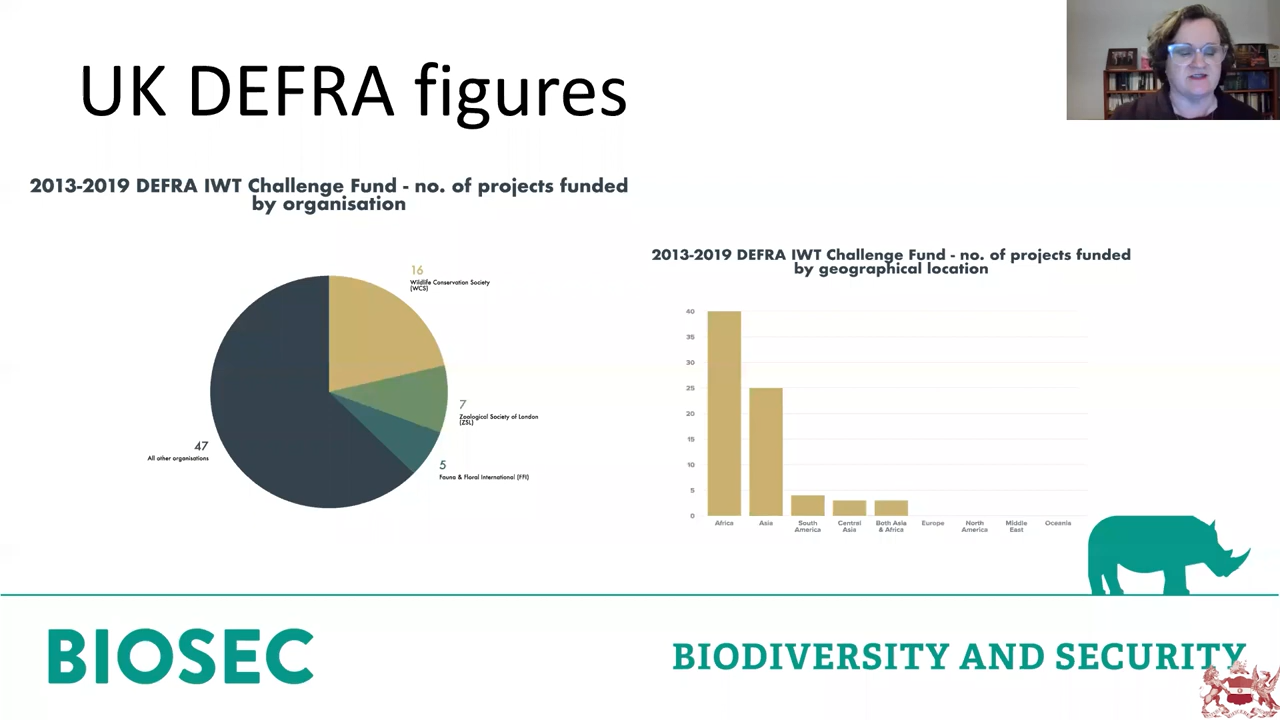 UK DEFRA figures
2013-2019 DEFRA IWT Challenge Fund - no. of projects funded
by organisation
16
Wildlife Conservation Society
(WCS)
7
Zoological Society of London
(ZSL)
5
Fauna & Floral International (FFI)
47
All other organisations
2013-2019 DEFRA IWT Challenge Fund - no. of projects funded
by geographical location
40
35
30
25
20
15
10
5
0
Africa
Asia
South
America
Central
Asia
Both Asia
& Africa
Europe
North
America
Middle
East
Oceania
BIOSEC
BIODIVERSITY AND SECURITY